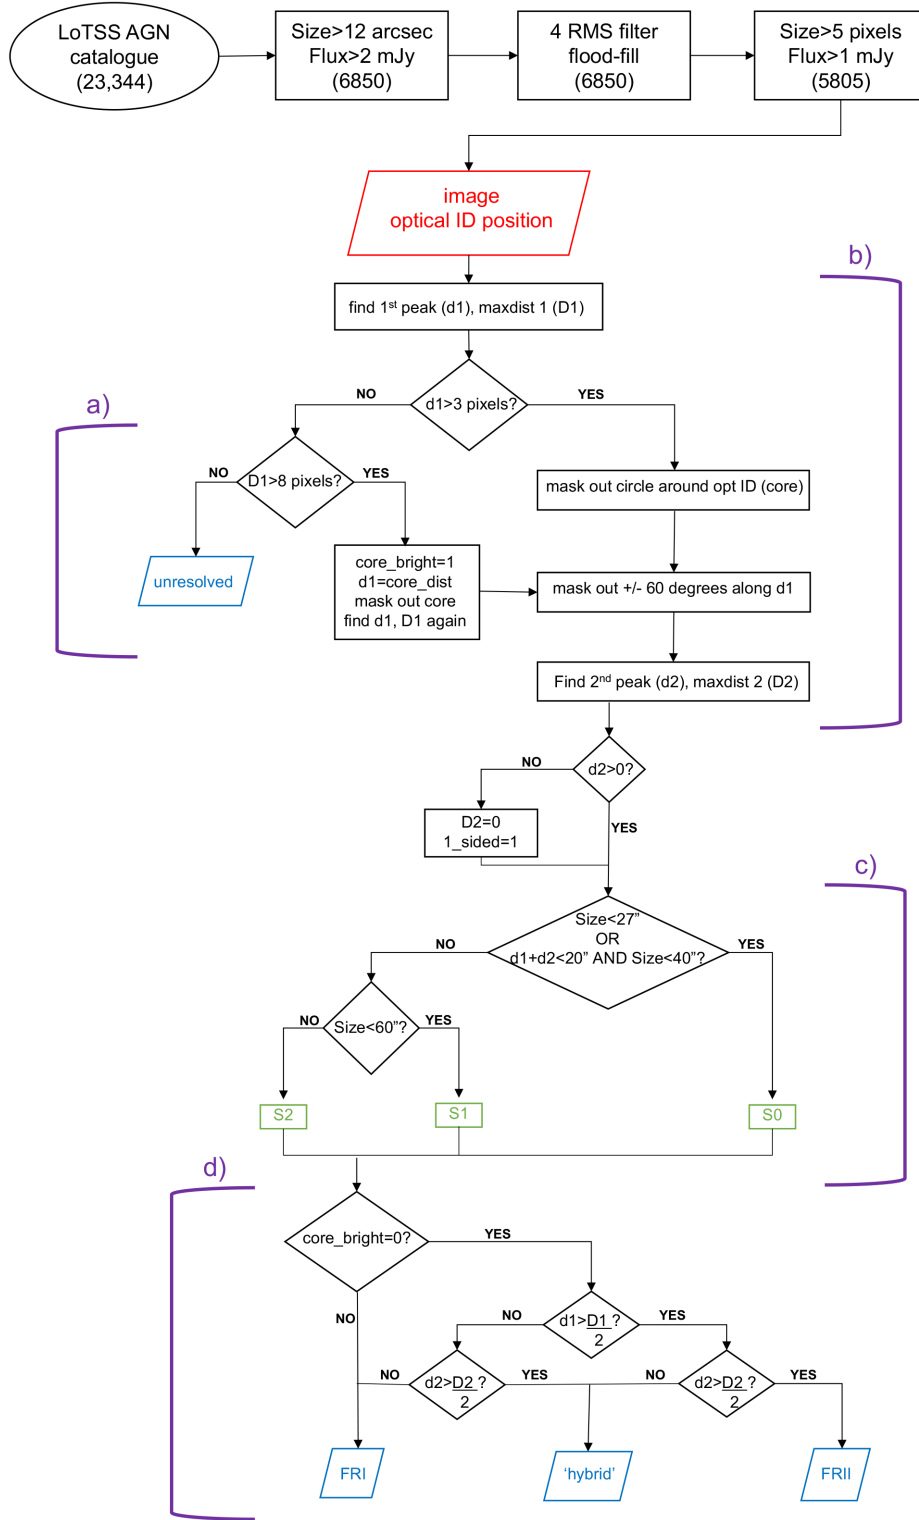 LoTSS AGN
catalogue
(23,344)
Size>12 arcsec
Flux>2 mJy
(6850)
4 RMS filter
flood-fill
(6850)
Size>5 pixels
Flux>1 mJy
(5805)
image
optical ID position
b)
find 1st peak (d1), maxdist 1 (D1)
NO
d1>3 pixels?
YES
a)
NO
D1>8 pixels?
YES
mask out circle around opt ID (core)
unresolved
core_bright=1
d1=core_dist
mask out core
find d1, D1 again
mask out +/- 60 degrees along d1
Find 2nd peak (d2), maxdist 2 (D2)
NO
d2>0?
D2=0
1_sided=1
YES
c)
Size<27”
OR
d1+d2<20” AND Size<40”?
NO
YES
NO
Size<60”?
YES
S2
S1
S0
d)
core_bright=0?
YES
NO
NO
d1>D1 ?
2
YES
NO
d2>D2 ?
2
YES
NO
d2>D2 ?
2
YES
FRI
‘hybrid’
FRII